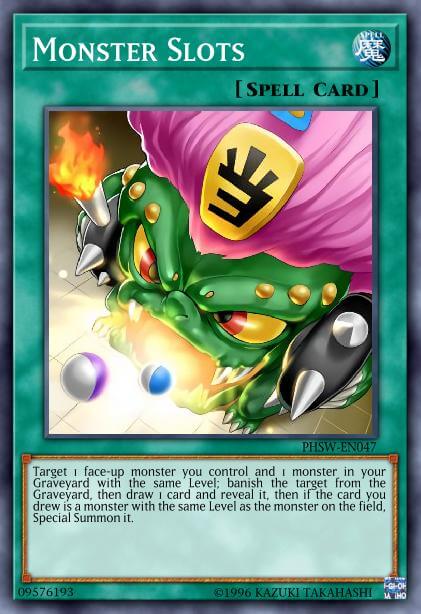 Monster Slots
SPELL
魔
[ Spell Card ]
当
PHSW-EN047
Target 1 face-up monster you control and 1 monster in your
Graveyard with the same Level; banish the target from the
Graveyard, then draw 1 card and reveal it, then if the card you
drew is a monster with the same Level as the monster on the field,
Special Summon it.
09576193
©1996 KAZUKI TAKAHASHI